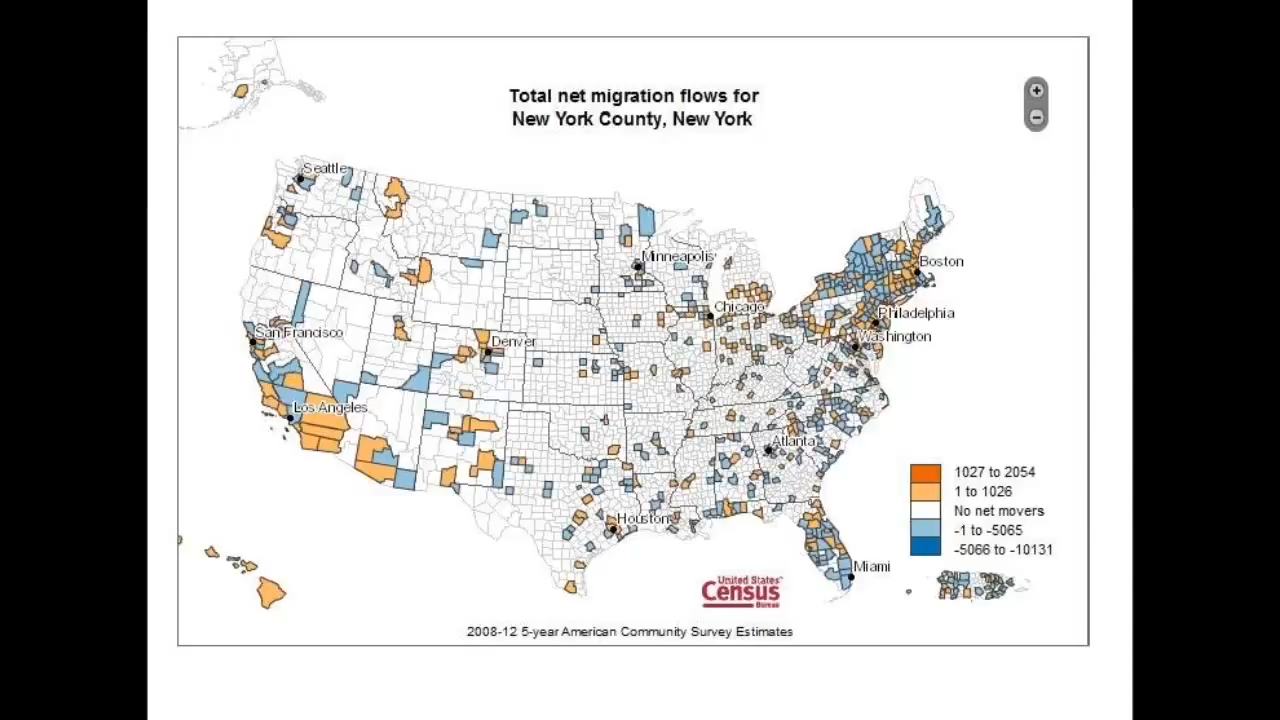 Total net migration flows for
New York County, New York
+
−
Seattle
Minneapolis
Boston
Chicago
Philadelphia
Washington
San Francisco
Denver
Los Angeles
Atlanta
Houston
Miami
1027 to 2054
1 to 1026
No net movers
-1 to -5065
-5066 to -10131
United States
Census
Bureau
2008-12 5-year American Community Survey Estimates